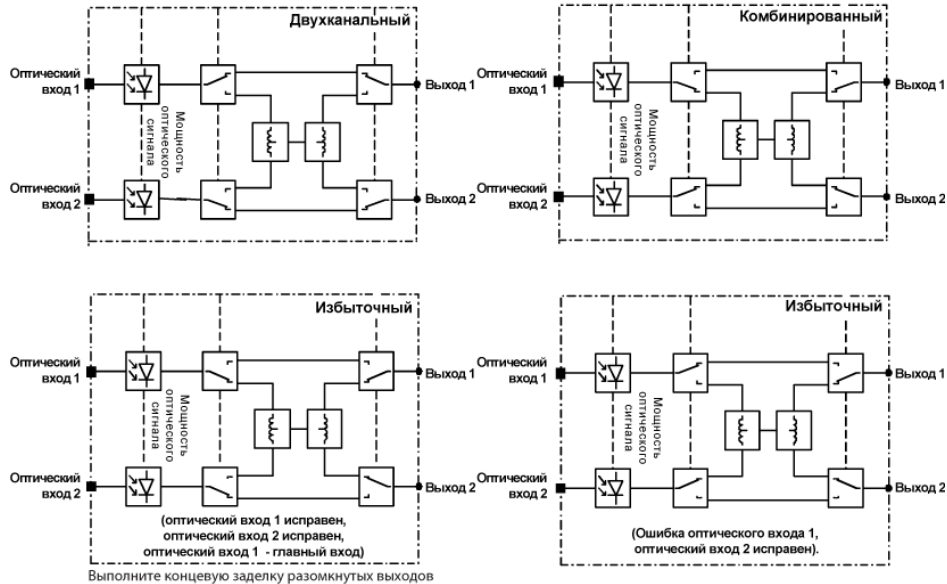 Двухканальный
Оптический
вход 1
Мощность
оптического
сигнала
Выход 1
Оптический
вход 2
Выход 2
Комбинированный
Оптический
вход 1
Мощность
оптического
сигнала
Выход 1
Оптический
вход 2
Выход 2
Избыточный
Оптический
вход 1
Мощность
оптического
сигнала
Выход 1
Оптический
вход 2
Выход 2
(оптический вход 1 исправен,
оптический вход 2 исправен,
оптический вход 1 - главный вход)
Избыточный
Оптический
вход 1
Мощность
оптического
сигнала
Выход 1
Оптический
вход 2
Выход 2
(Ошибка оптического входа 1,
оптический вход 2 исправен).
Выполните концевую заделку разомкнутых выходов